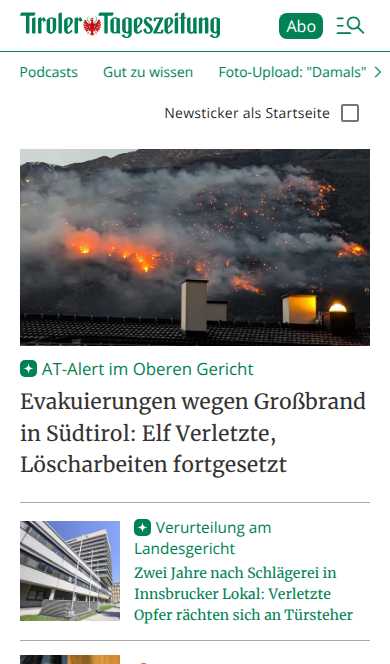 Tiroler Tageszeitung
Abo
Podcasts Gut zu wissen Foto-Upload: "Damals"
Newsticker als Startseite
AT-Alert im Oberen Gericht
Evakuierungen wegen Großbrand
in Südtirol: Elf Verletzte,
Löscharbeiten fortgesetzt
Verurteilung am
Landesgericht
Zwei Jahre nach Schlägerei in
Innsbrucker Lokal: Verletzte
Opfer rächten sich an Türsteher